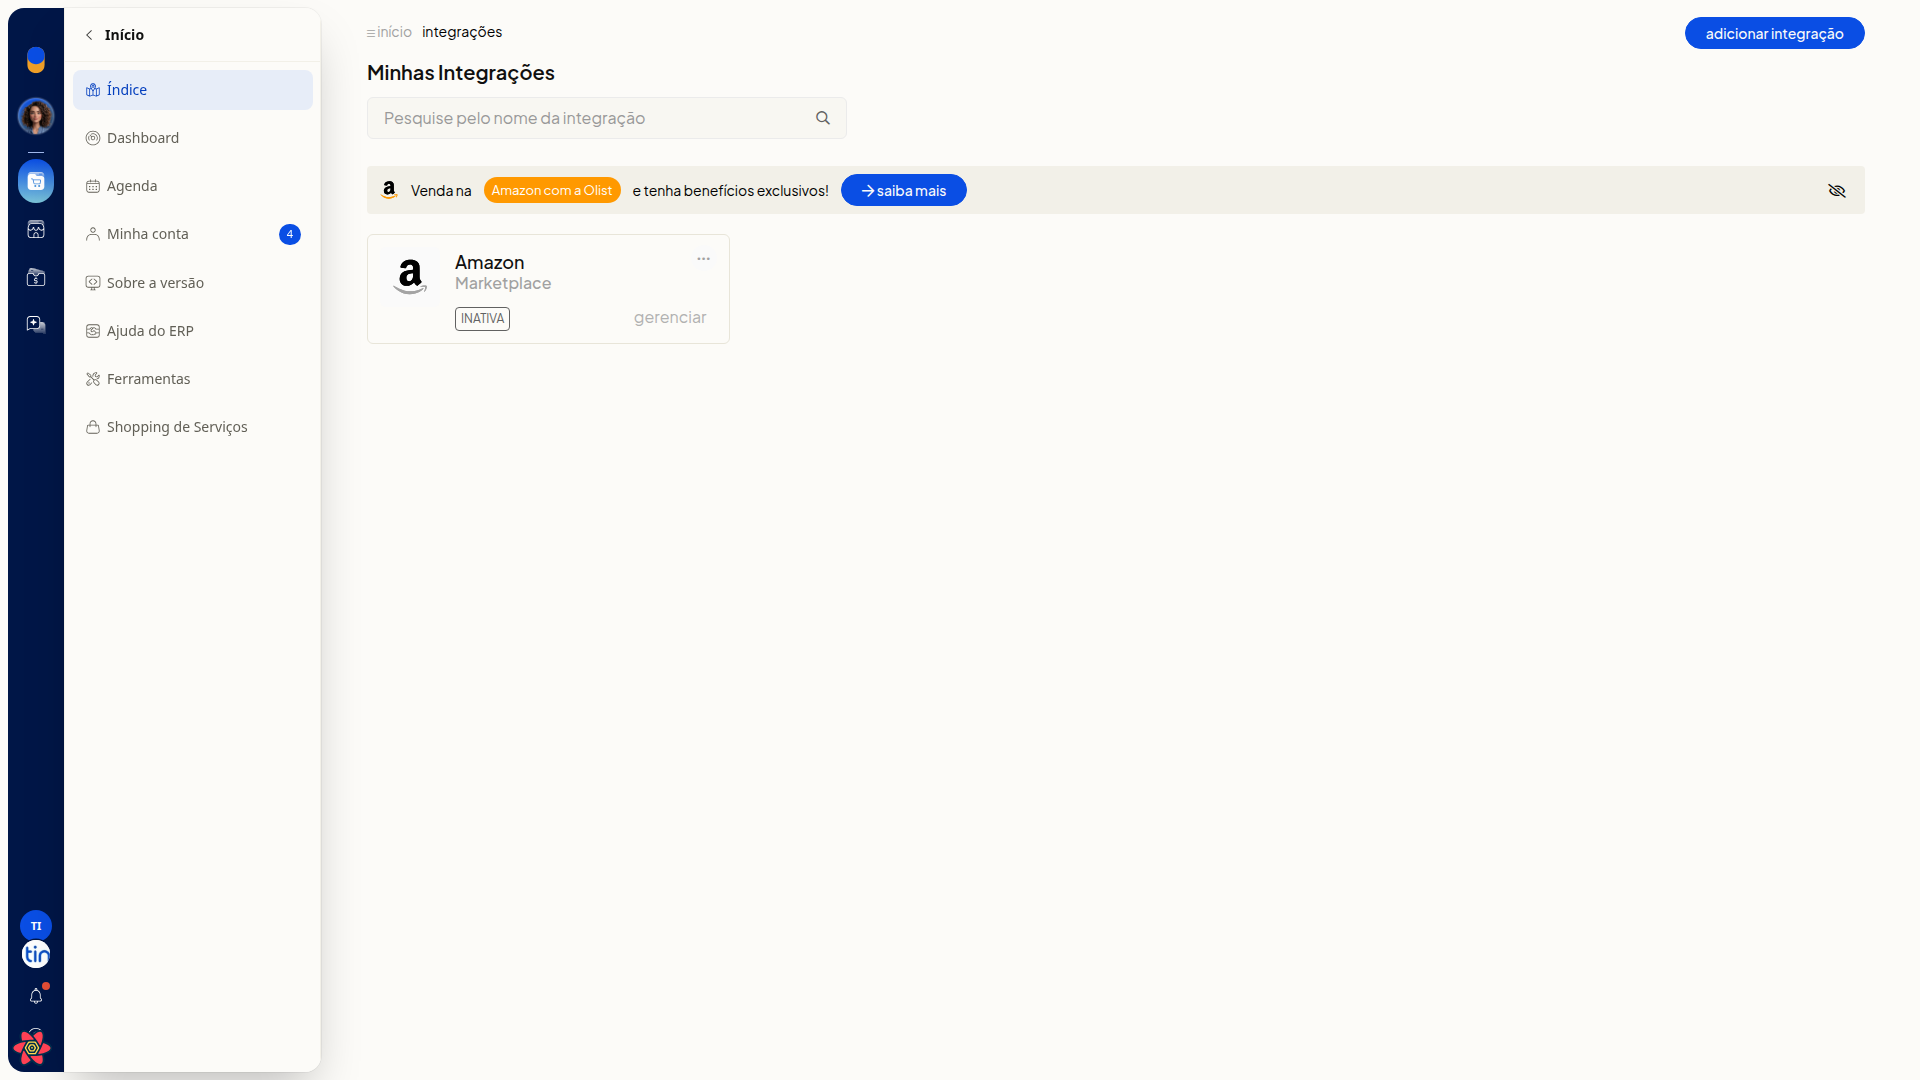 Início
Índice
Dashboard
Agenda
Minha conta
4
Sobre a versão
Ajuda do ERP
Ferramentas
Shopping de Serviços
TI
tin
início integrações
adicionar integração
Minhas Integrações
Pesquise pelo nome da integração
a Venda na Amazon com a Olist e tenha benefícios exclusivos! saiba mais
a
Amazon
Marketplace
INATIVA
gerenciar